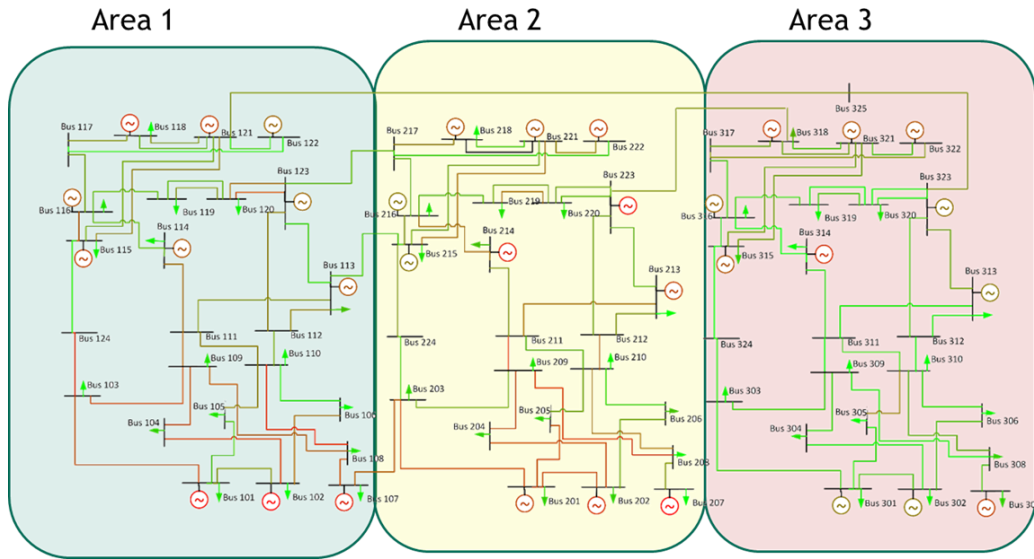 Area 1
Area 2
Area 3
Bus 325
Bus 117
Bus 118
Bus 121
Bus 122
Bus 123
Bus 116
Bus 119
Bus 120
Bus 114
Bus 115
Bus 113
Bus 124
Bus 111
Bus 112
Bus 109
Bus 110
Bus 103
Bus 105
Bus 106
Bus 104
Bus 108
Bus 101
Bus 102
Bus 107
Bus 217
Bus 218
Bus 221
Bus 222
Bus 223
Bus 216
Bus 219
Bus 220
Bus 214
Bus 215
Bus 213
Bus 224
Bus 211
Bus 212
Bus 209
Bus 210
Bus 203
Bus 205
Bus 206
Bus 204
Bus 208
Bus 201
Bus 202
Bus 207
Bus 317
Bus 318
Bus 321
Bus 322
Bus 323
Bus 319
Bus 320
Bus 314
Bus 315
Bus 313
Bus 324
Bus 311
Bus 312
Bus 309
Bus 310
Bus 303
Bus 305
Bus 306
Bus 304
Bus 308
Bus 301
Bus 302
Bus 30